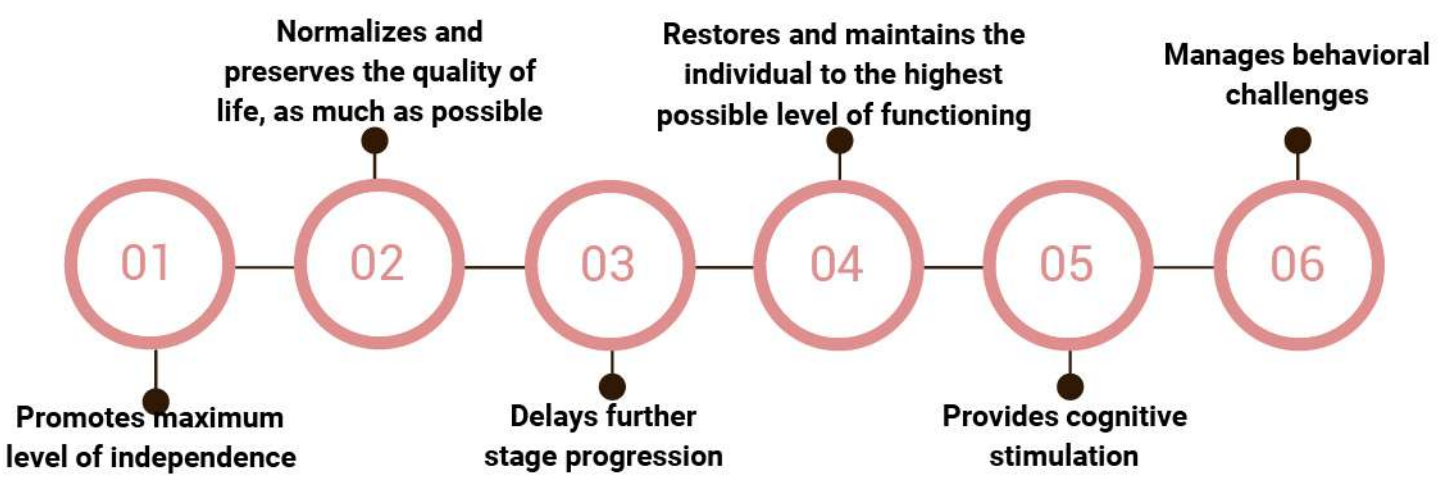 Normalizes and
preserves the quality of
life, as much as possible
Restores and maintains the
individual to the highest
possible level of functioning
Manages behavioral
challenges
01
02
03
04
05
06
Promotes maximum
level of independence
Delays further
stage progression
Provides cognitive
stimulation